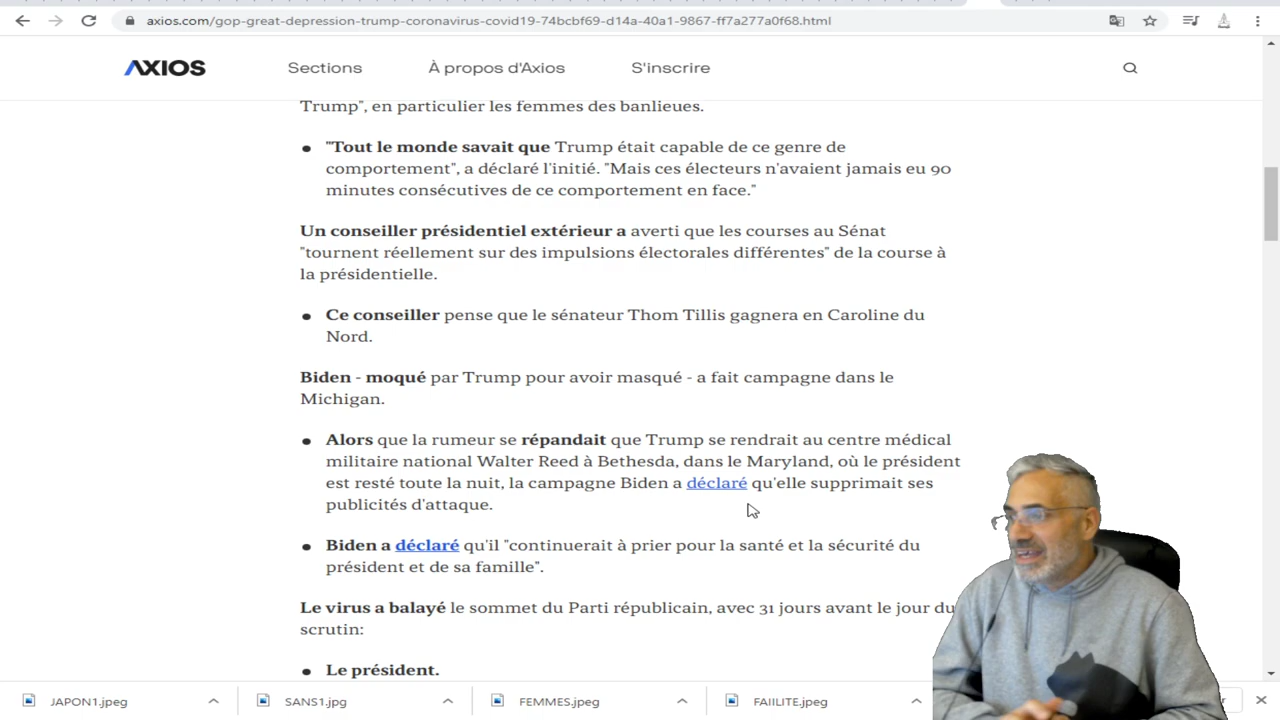 axios.com/gop-great-depression-trump-coronavirus-covid19-74bcbf69-d14a-40a1-9867-ff7a277a0f68.html
AXIOS Sections À propos d'Axios S'inscrire
Trump", en particulier les femmes des banlieues.
"Tout le monde savait que Trump était capable de ce genre de
comportement", a déclaré l'initié. "Mais ces électeurs n'avaient jamais eu 90
minutes consécutives de ce comportement en face."
Un conseiller présidentiel extérieur a averti que les courses au Sénat
"tournent réellement sur des impulsions électorales différentes" de la course à
la présidentielle.
Ce conseiller pense que le sénateur Thom Tillis gagnera en Caroline du
Nord.
Biden - moqué par Trump pour avoir masqué - a fait campagne dans le
Michigan.
Alors que la rumeur se répandait que Trump se rendrait au centre médical
militaire national Walter Reed à Bethesda, dans le Maryland, où le président
est resté toute la nuit, la campagne Biden a déclaré qu'elle supprimait ses
publicités d'attaque.
Biden a déclaré qu'il "continuerait à prier pour la santé et la sécurité du
président et de sa famille".
Le virus a balayé le sommet du Parti républicain, avec 31 jours avant le jour du
scrutin:
Le président.
JAPON1.jpeg SANS1.jpg FEMMES.jpeg FAIILITE.jpeg